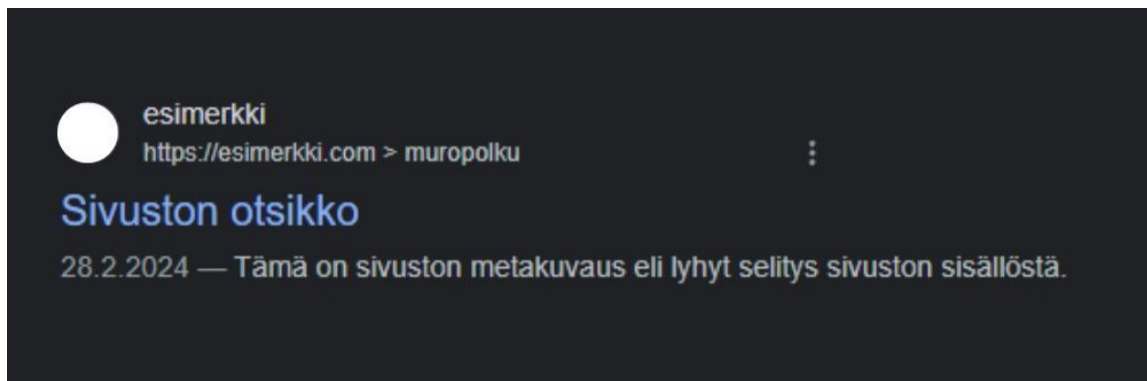 esimerkki
https://esimerkki.com > muropolku
Sivuston otsikko
28.2.2024 — Tämä on sivuston metakuvaus eli lyhyt selitys sivuston sisällöstä.